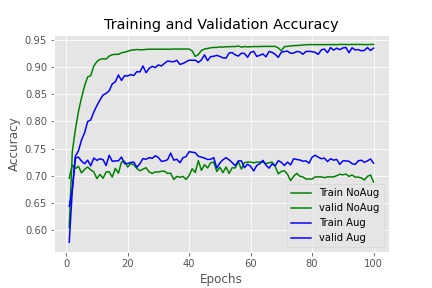 Training and Validation Accuracy
0.95
0.90
0.85
0.80
0.75
0.70
0.65
0.60
Accuracy
Train NoAug
valid NoAug
Train Aug
valid Aug
0 20 40 60 80 100
Epochs